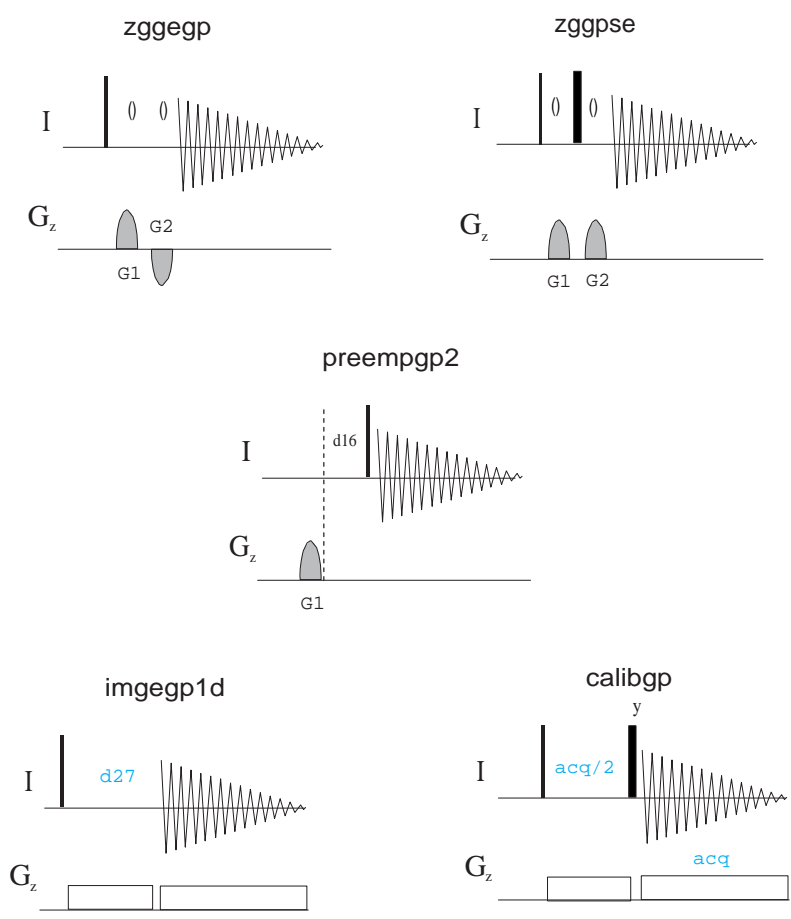 zggegp
zggpse
I
() ()
G2
Gz
G1
I
() ()
Gz
G1 G2
preempgp2
I
d16
Gz
G1
imgegp1d
I
d27
Gz
calibgp
y
I
acq/2
acq
Gz